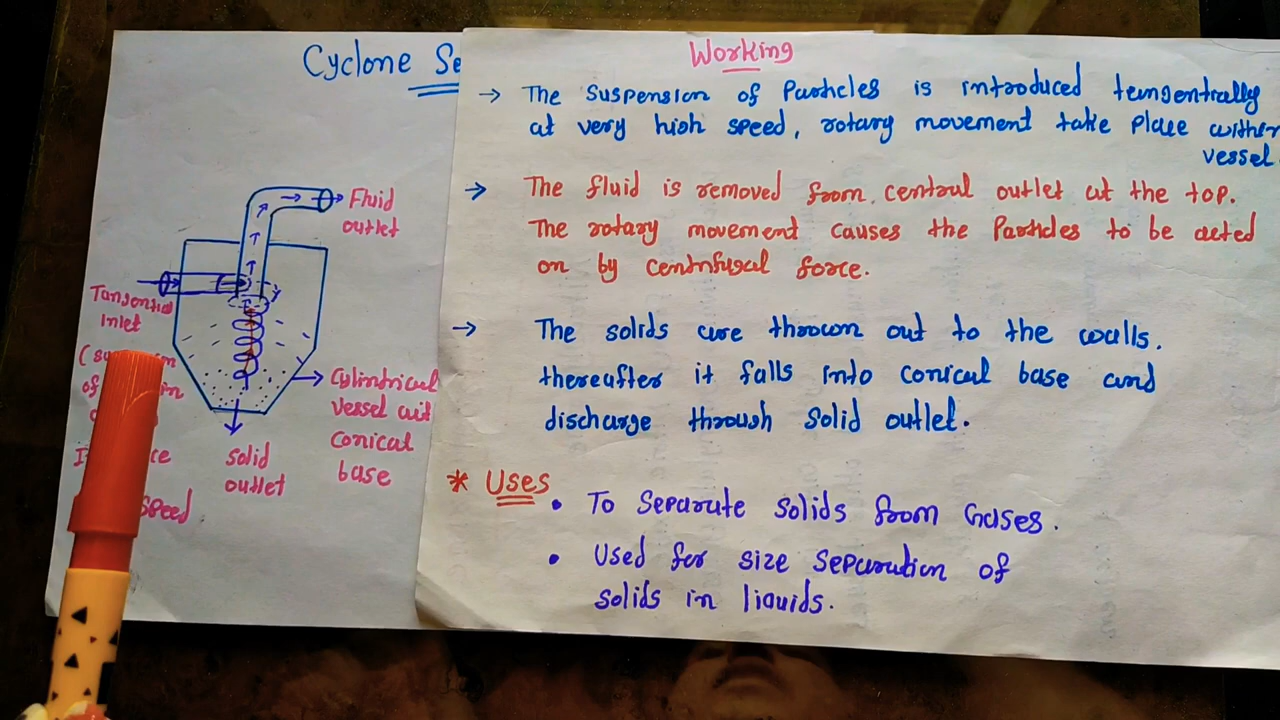 Cyclone Se
Fluid
outlet
Tangential
inlet
of
in
Speed
solid
outlet
Cylindrical
vessel wit
conical
base
Working
→ The suspension of Particles is introduced tangentially
at very high speed, rotary movement take place within
vessel.
→ The fluid is removed from central outlet at the top.
The rotary movement causes the Particles to be acted
on by centrifugal force.
→ The solids are thrown out to the walls.
thereafter it falls into conical base and
discharge through solid outlet.
* Uses
• To separate solids from Gases.
• Used for size separation of
solids in liquids.